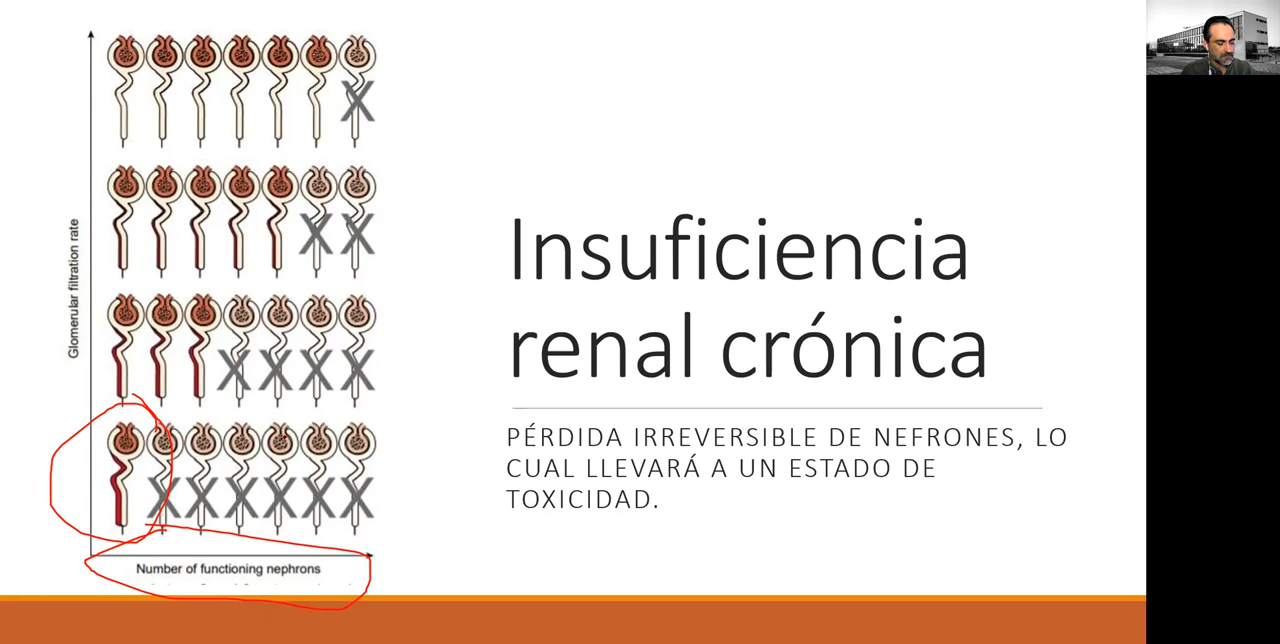 Glomerular filtration rate
Number of functioning nephrons
Insuficiencia
renal crónica
PÉRDIDA IRREVERSIBLE DE NEFRONES, LO
CUAL LLEVARÁ A UN ESTADO DE
TOXICIDAD.